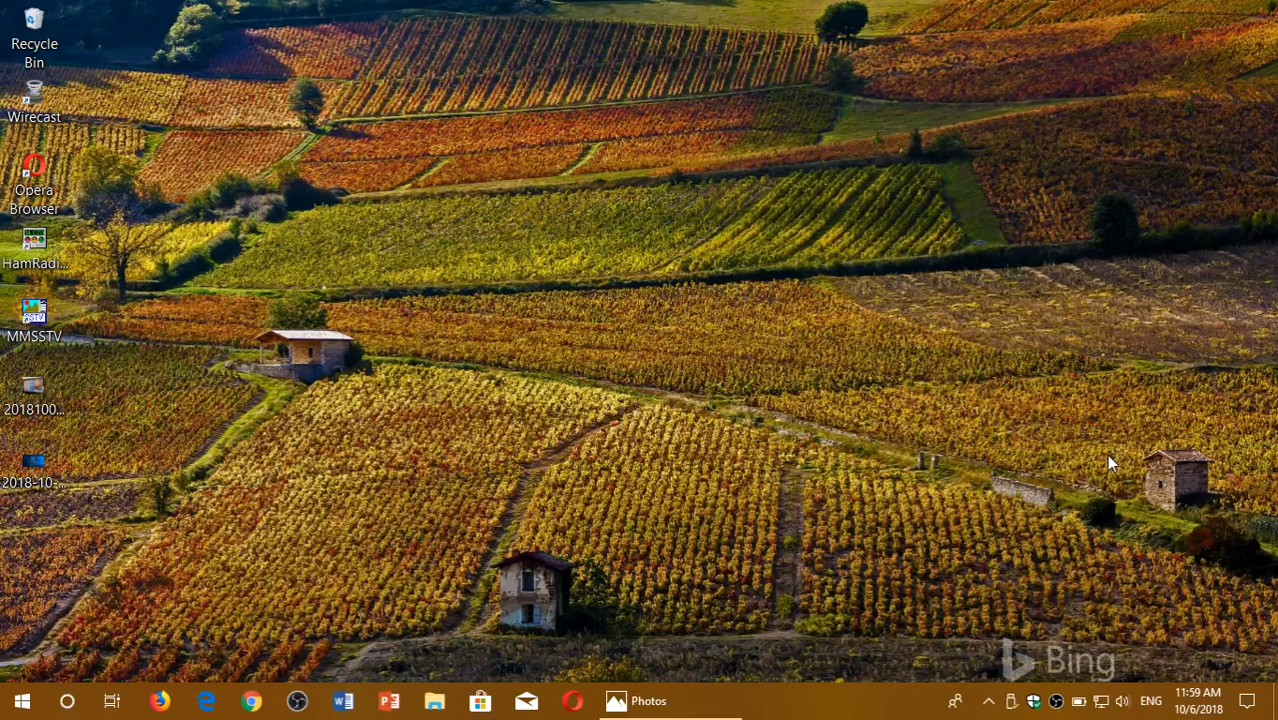 Recycle
Bin
Wirecast
Opera
Browser
HamRadi...
MMSSTV
SSTV
2018100...
2018-10-...
Bing
Photos
ENG
11:59 AM
10/6/2018